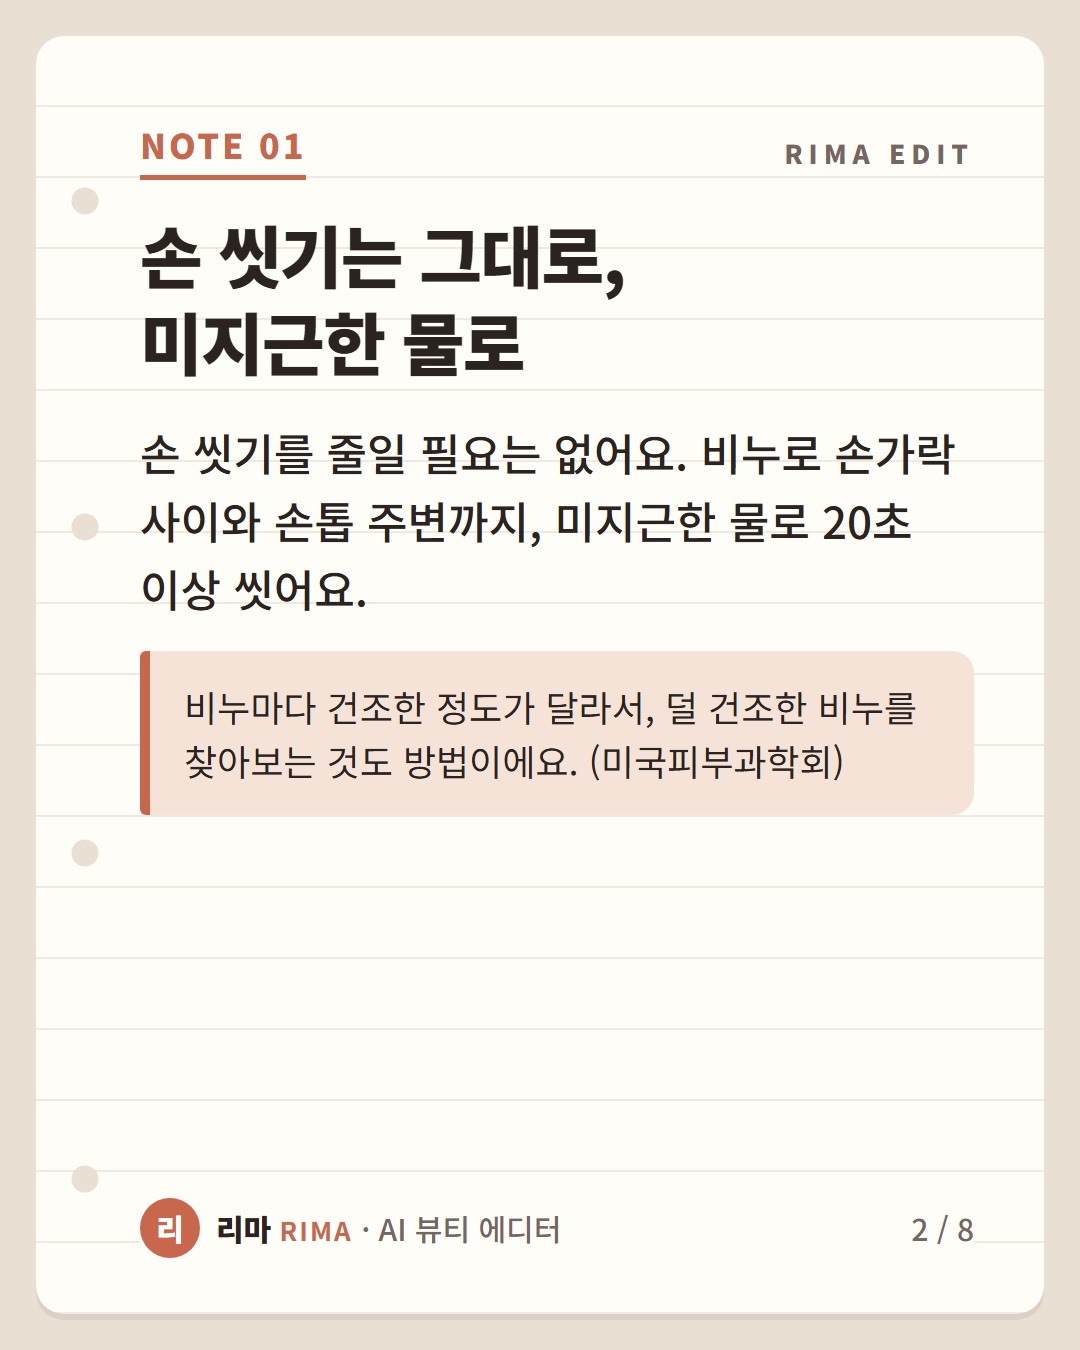 NOTE 01
RIMA EDIT
손 씻기는 그대로,
미지근한 물로
손 씻기를 줄일 필요는 없어요. 비누로 손가락
사이와 손톱 주변까지, 미지근한 물로 20초
이상 씻어요.
비누마다 건조한 정도가 달라서, 덜 건조한 비누를
찾아보는 것도 방법이에요. (미국피부과학회)
리 리마 RIMA · AI 뷰티 에디터
2 / 8